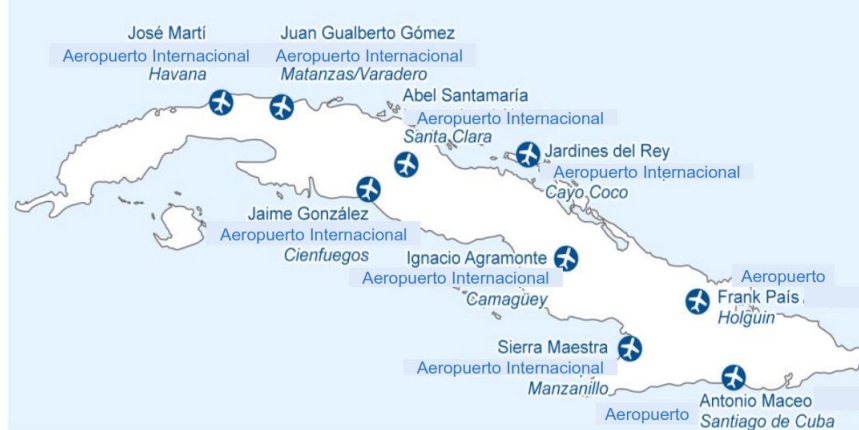 José Martí
Aeropuerto Internacional
Havana
Juan Gualberto Gómez
Aeropuerto Internacional
Matanzas/Varadero
Abel Santamaría
Aeropuerto Internacional
Santa Clara
Jardines del Rey
Aeropuerto Internacional
Cayo Coco
Jaime González
Aeropuerto Internacional
Cienfuegos
Ignacio Agramonte
Aeropuerto Internacional
Camagüey
Aeropuerto
Frank País
Holguin
Sierra Maestra
Aeropuerto Internacional
Manzanillo
Aeropuerto
Antonio Maceo
Santiago de Cuba